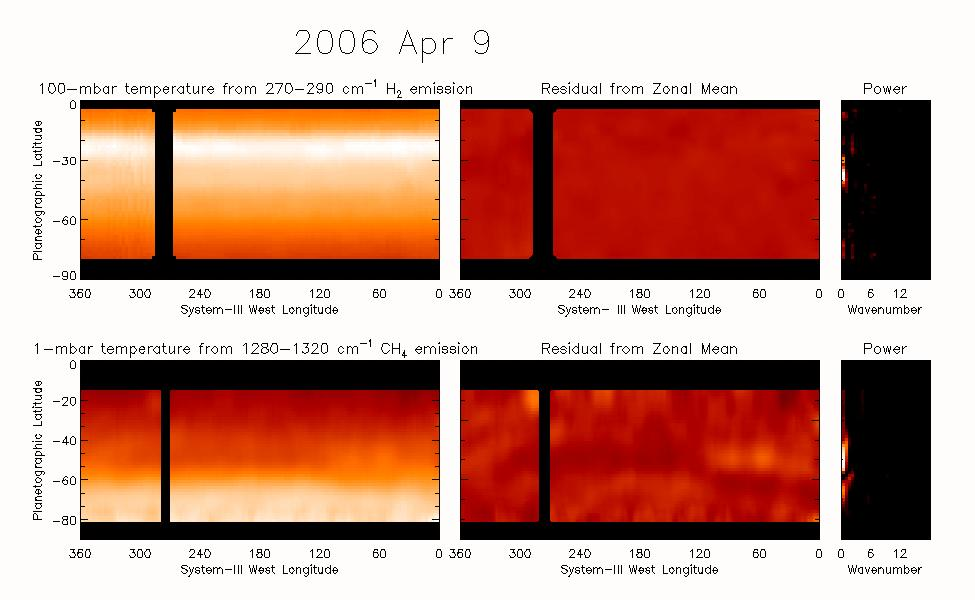 2006 Apr 9
100-mbar temperature from 270-290 cm⁻¹ H₂ emission Residual from Zonal Mean Power
0
-30
-60
-90
Planetographic Latitude
360 300 240 180 120 60 0 360 300 240 180 120 60 0 0 6 12
System-III West Longitude System- III West Longitude Wavenumber
1-mbar temperature from 1280-1320 cm⁻¹ CH₄ emission Residual from Zonal Mean Power
0
-20
-40
-60
-80
Planetographic Latitude
360 300 240 180 120 60 0 360 300 240 180 120 60 0 0 6 12
System-III West Longitude System-III West Longitude Wavenumber